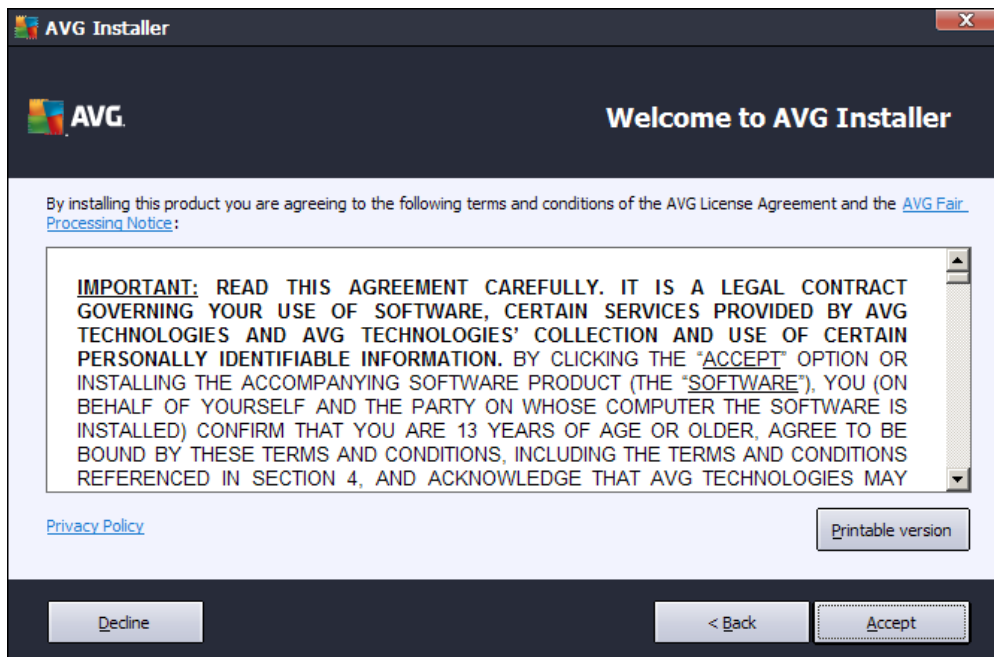 AVG Installer
AVG.
Welcome to AVG Installer
By installing this product you are agreeing to the following terms and conditions of the AVG License Agreement and the AVG Fair
Processing Notice:
IMPORTANT: READ THIS AGREEMENT CAREFULLY. IT IS A LEGAL CONTRACT
GOVERNING YOUR USE OF SOFTWARE, CERTAIN SERVICES PROVIDED BY AVG
TECHNOLOGIES AND AVG TECHNOLOGIES’ COLLECTION AND USE OF CERTAIN
PERSONALLY IDENTIFIABLE INFORMATION. BY CLICKING THE “ACCEPT” OPTION OR
INSTALLING THE ACCOMPANYING SOFTWARE PRODUCT (THE “SOFTWARE”), YOU (ON
BEHALF OF YOURSELF AND THE PARTY ON WHOSE COMPUTER THE SOFTWARE IS
INSTALLED) CONFIRM THAT YOU ARE 13 YEARS OF AGE OR OLDER, AGREE TO BE
BOUND BY THESE TERMS AND CONDITIONS, INCLUDING THE TERMS AND CONDITIONS
REFERENCED IN SECTION 4, AND ACKNOWLEDGE THAT AVG TECHNOLOGIES MAY
Privacy Policy
Printable version
Decline
< Back
Accept